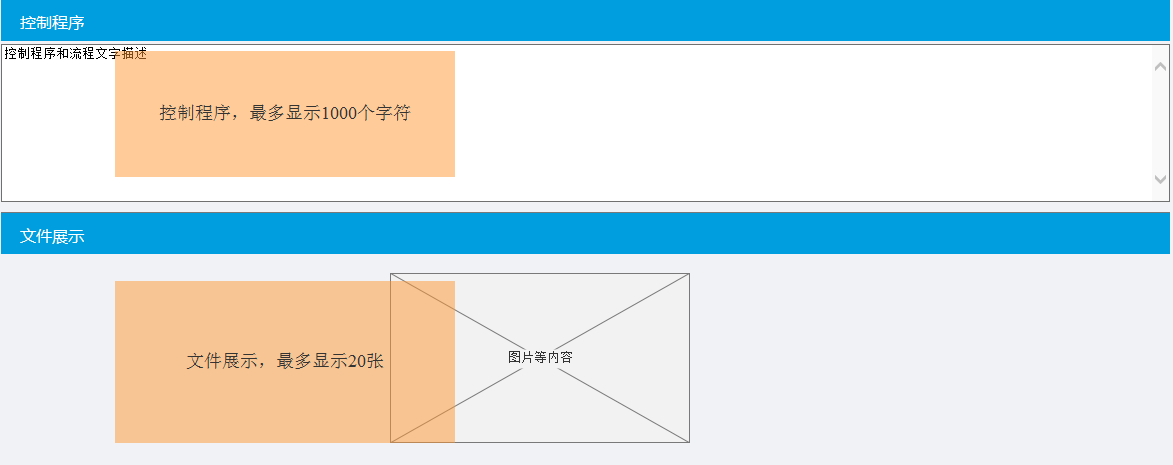 控制程序
控制程序和流程文字描述
控制程序，最多显示1000个字符
文件展示
文件展示，最多显示20张
图片等内容